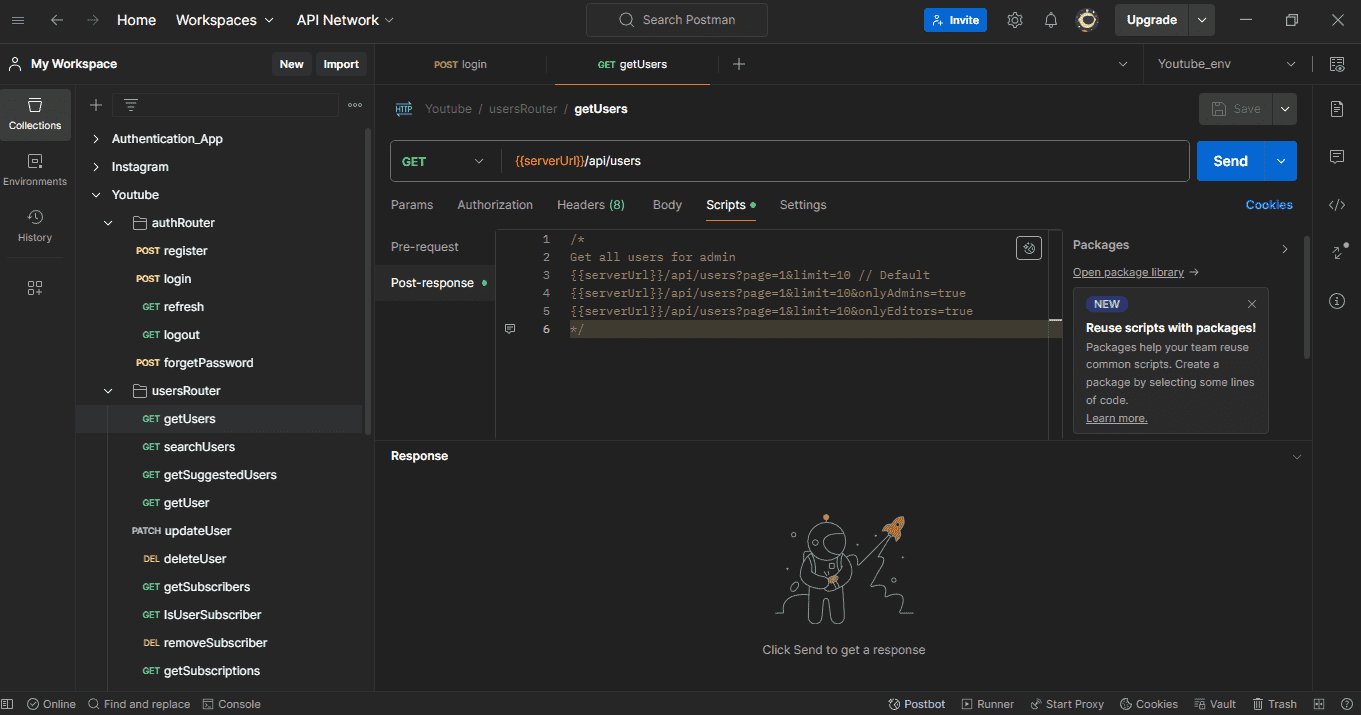 Home Workspaces API Network Search Postman Invite Upgrade
My Workspace New Import POST login GET getUsers Youtube_env
Collections
Environments
History
Authentication_App
Instagram
Youtube
authRouter
POST register
POST login
GET refresh
GET logout
POST forgetPassword
usersRouter
GET getUsers
GET searchUsers
GET getSuggestedUsers
GET getUser
PATCH updateUser
DEL deleteUser
GET getSubscribers
GET IsUserSubscriber
DEL removeSubscriber
GET getSubscriptions
HTTP Youtube / usersRouter / getUsers Save
GET {{serverUrl}}/api/users Send
Params Authorization Headers (8) Body Scripts Settings Cookies
Pre-request
Post-response
1 /*
2 Get all users for admin
3 {{serverUrl}}/api/users?page=1&limit=10 // Default
4 {{serverUrl}}/api/users?page=1&limit=10&onlyAdmins=true
5 {{serverUrl}}/api/users?page=1&limit=10&onlyEditors=true
6 */
Packages
Open package library →
NEW
Reuse scripts with packages!
Packages help your team reuse
common scripts. Create a
package by selecting some lines
of code.
Learn more.
Response
Click Send to get a response
Online Find and replace Console Postbot Runner Start Proxy Cookies Vault Trash